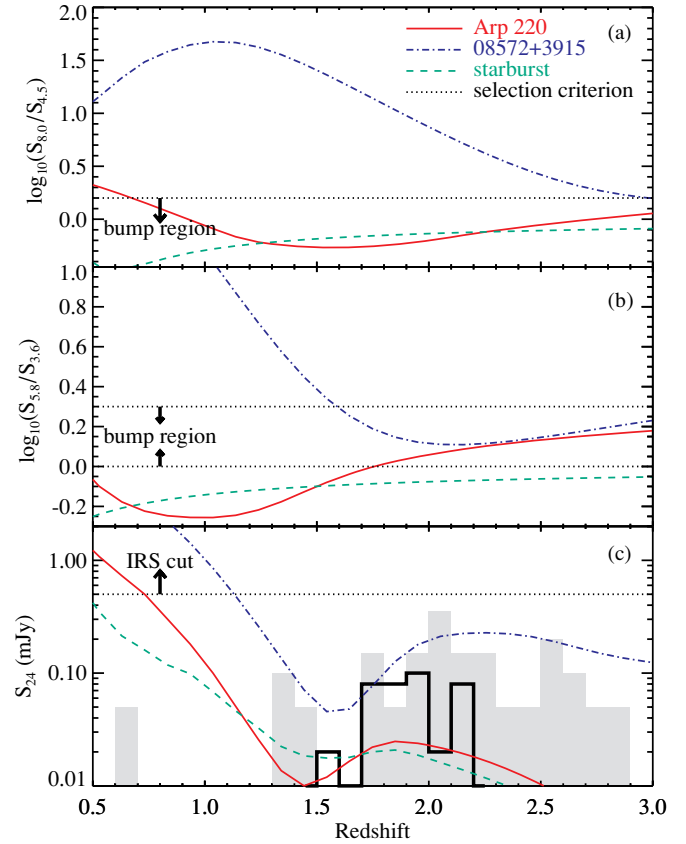 Arp 220
(a)
08572+3915
starburst
selection criterion
log10(S8.0/S4.5)
2.0
1.5
1.0
0.5
0.0
bump region
(b)
log10(S5.8/S3.6)
1.0
0.8
0.6
0.4
0.2
0.0
-0.2
bump region
(c)
IRS cut
S24 (mJy)
1.00
0.10
0.01
0.5 1.0 1.5 2.0 2.5 3.0
Redshift